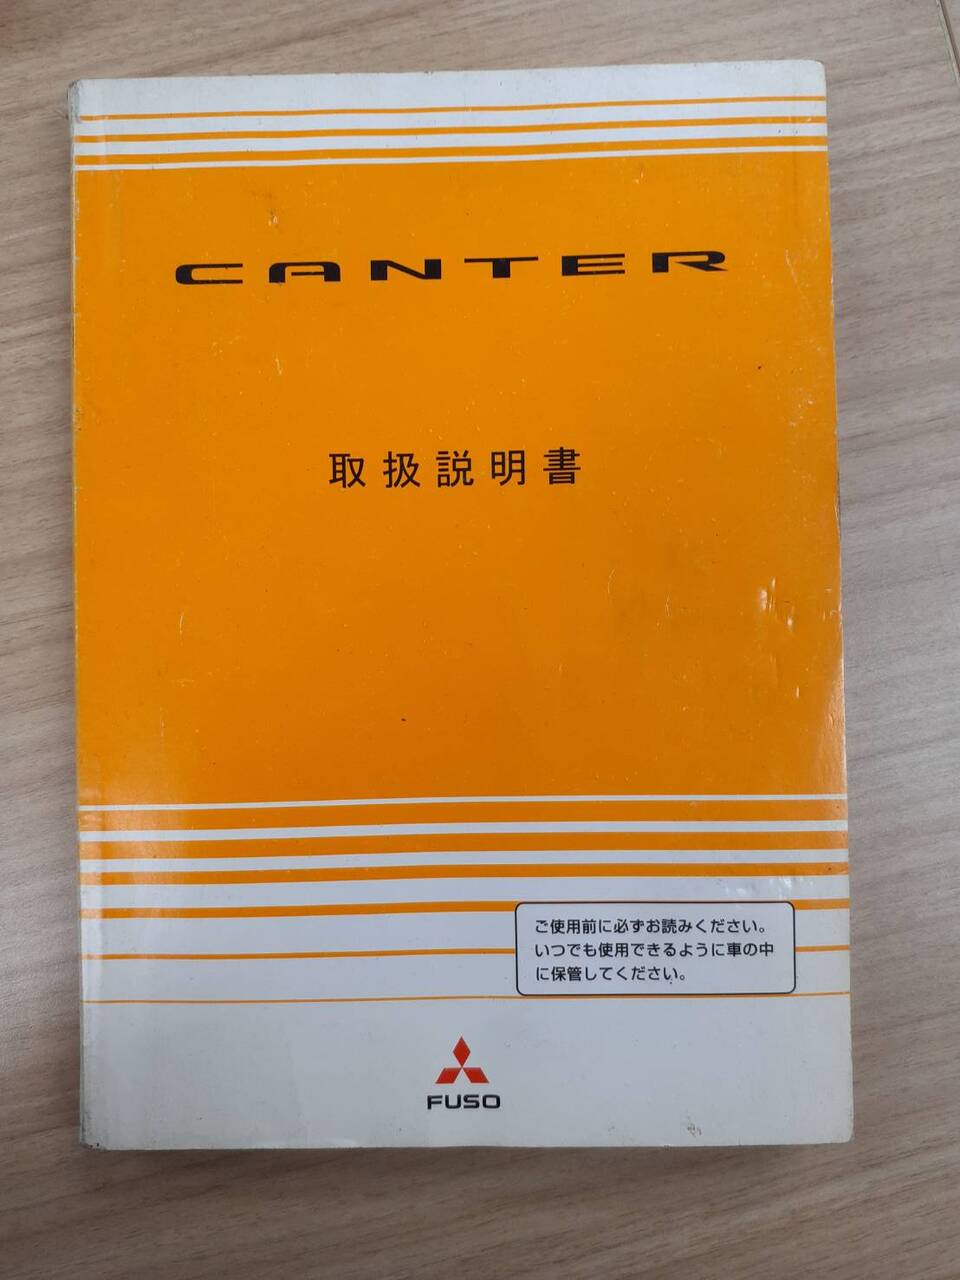 CANTER
取扱説明書
ご使用前に必ずお読みください。
いつでも使用できるように車の中
に保管してください。
FUSO